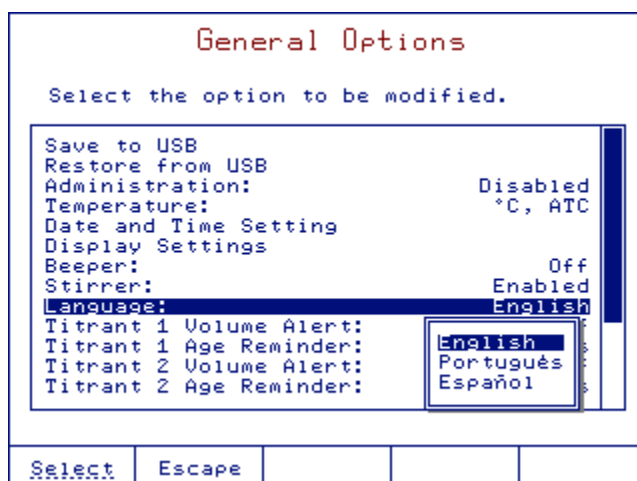 General Options
Select the option to be modified.
Save to USB
Restore from USB
Administration: Disabled
Temperature: °C, ATC
Date and Time Setting
Display Settings
Beeper: Off
Stirrer: Enabled
Language: English
Titrant 1 Volume Alert:
Titrant 1 Age Reminder:
Titrant 2 Volume Alert:
Titrant 2 Age Reminder:
English
Português
Español
Select Escape